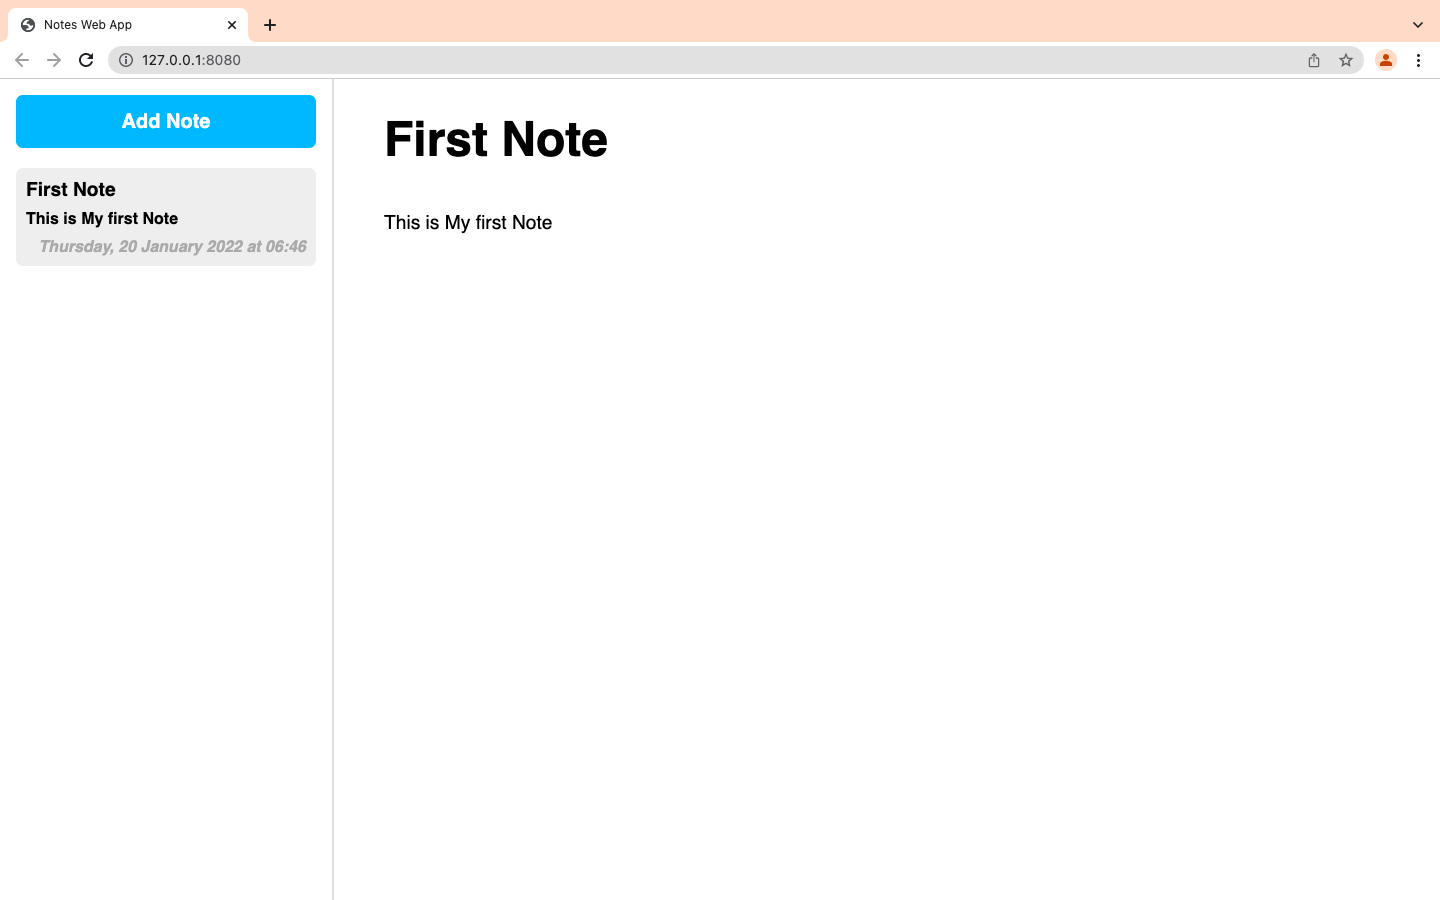 Notes Web App
127.0.0.1:8080
Add Note
First Note
This is My first Note
Thursday, 20 January 2022 at 06:46
First Note
This is My first Note